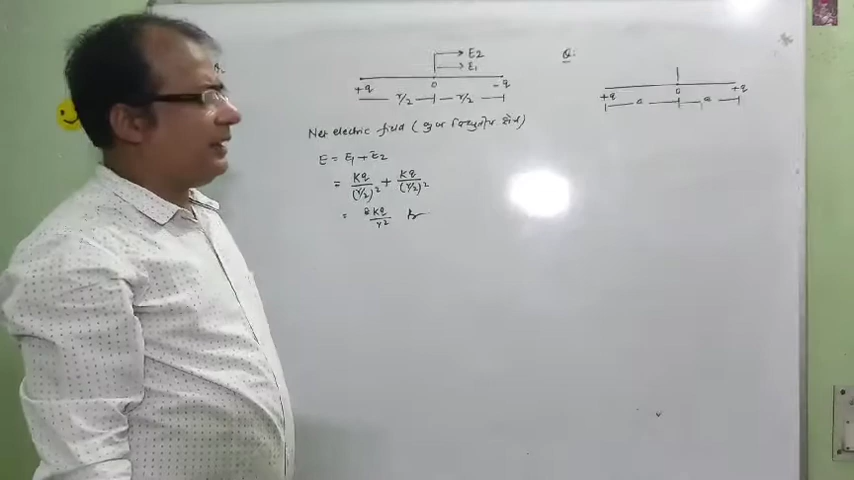 E2
E1
+q 0 -q
r/2 r/2
Net electric field (कुल विद्युतीय क्षेत्र)
E = E1 + E2
= Kq/(r/2)² + Kq/(r/2)²
= 8Kq/r²
Q:
+q 0 +q
a a